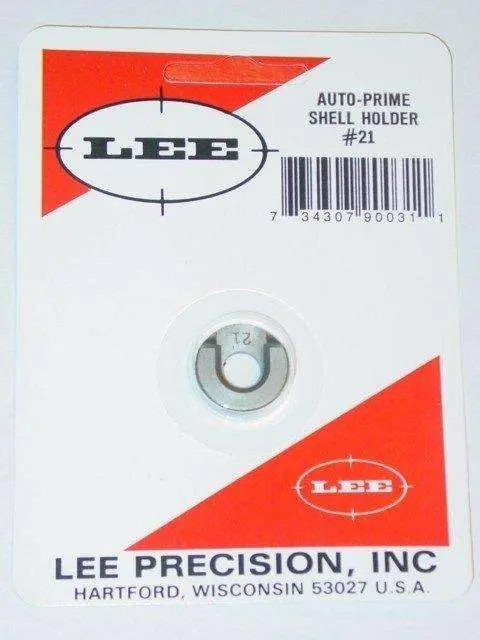 LEE
AUTO-PRIME
SHELL HOLDER
#21
7 34307 90031 1
21
LEE
LEE PRECISION, INC
HARTFORD, WISCONSIN 53027 U.S.A.